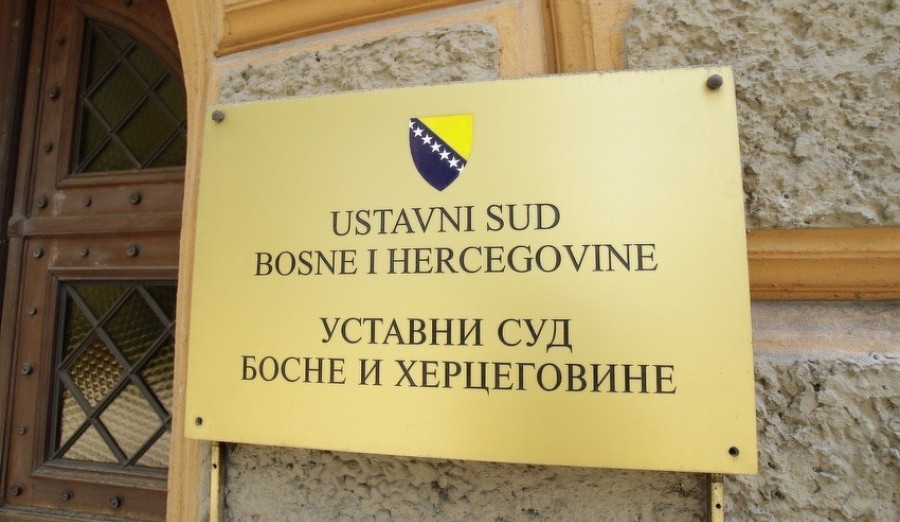 USTAVNI SUD
BOSNE I HERCEGOVINE
УСТАВНИ СУД
БОСНЕ И ХЕРЦЕГОВИНЕ